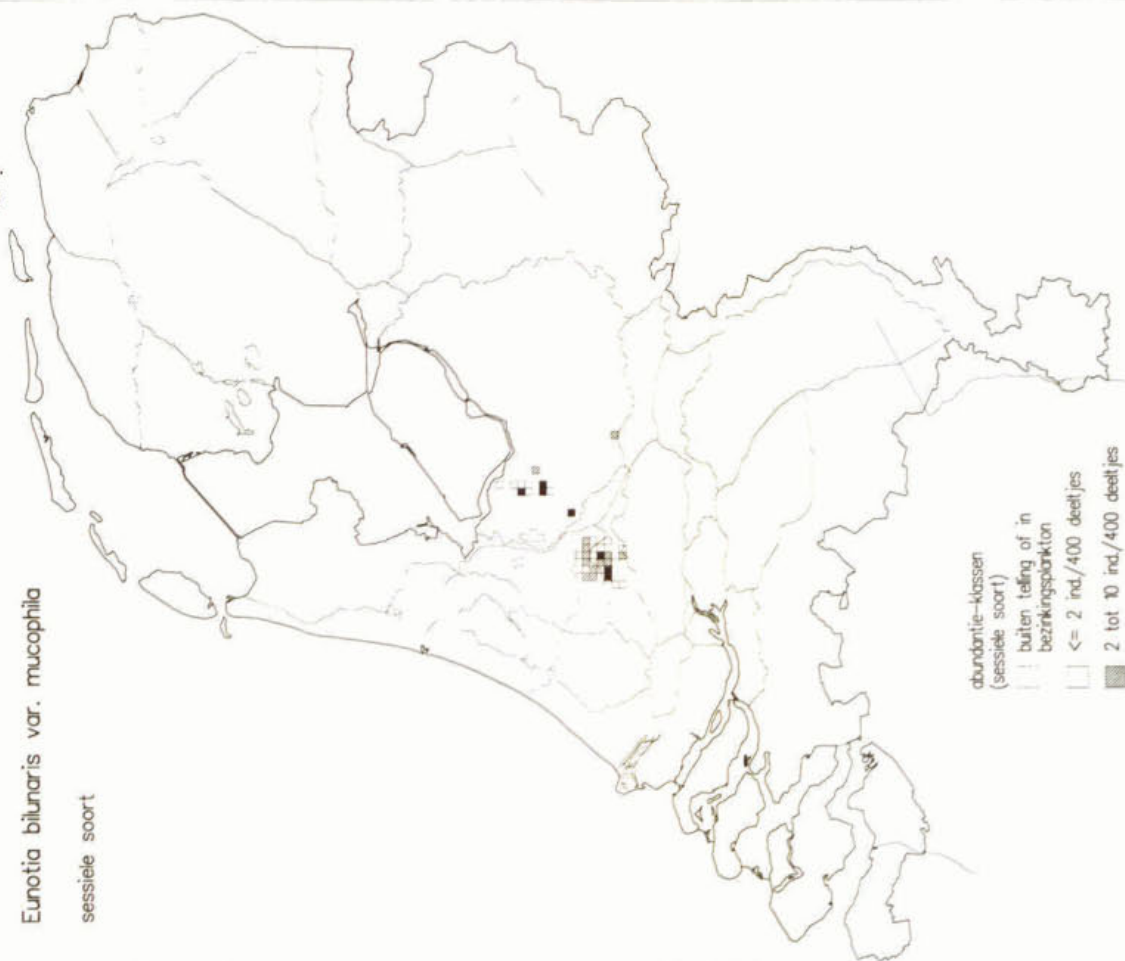 Eunotia bilunaris var. mucophila
sessiele soort
abundantie-klassen
(sessiele soort)
buiten telling of in
bezinkingsplankton
<= 2 ind./400 deeltjes
2 tot 10 ind./400 deeltjes